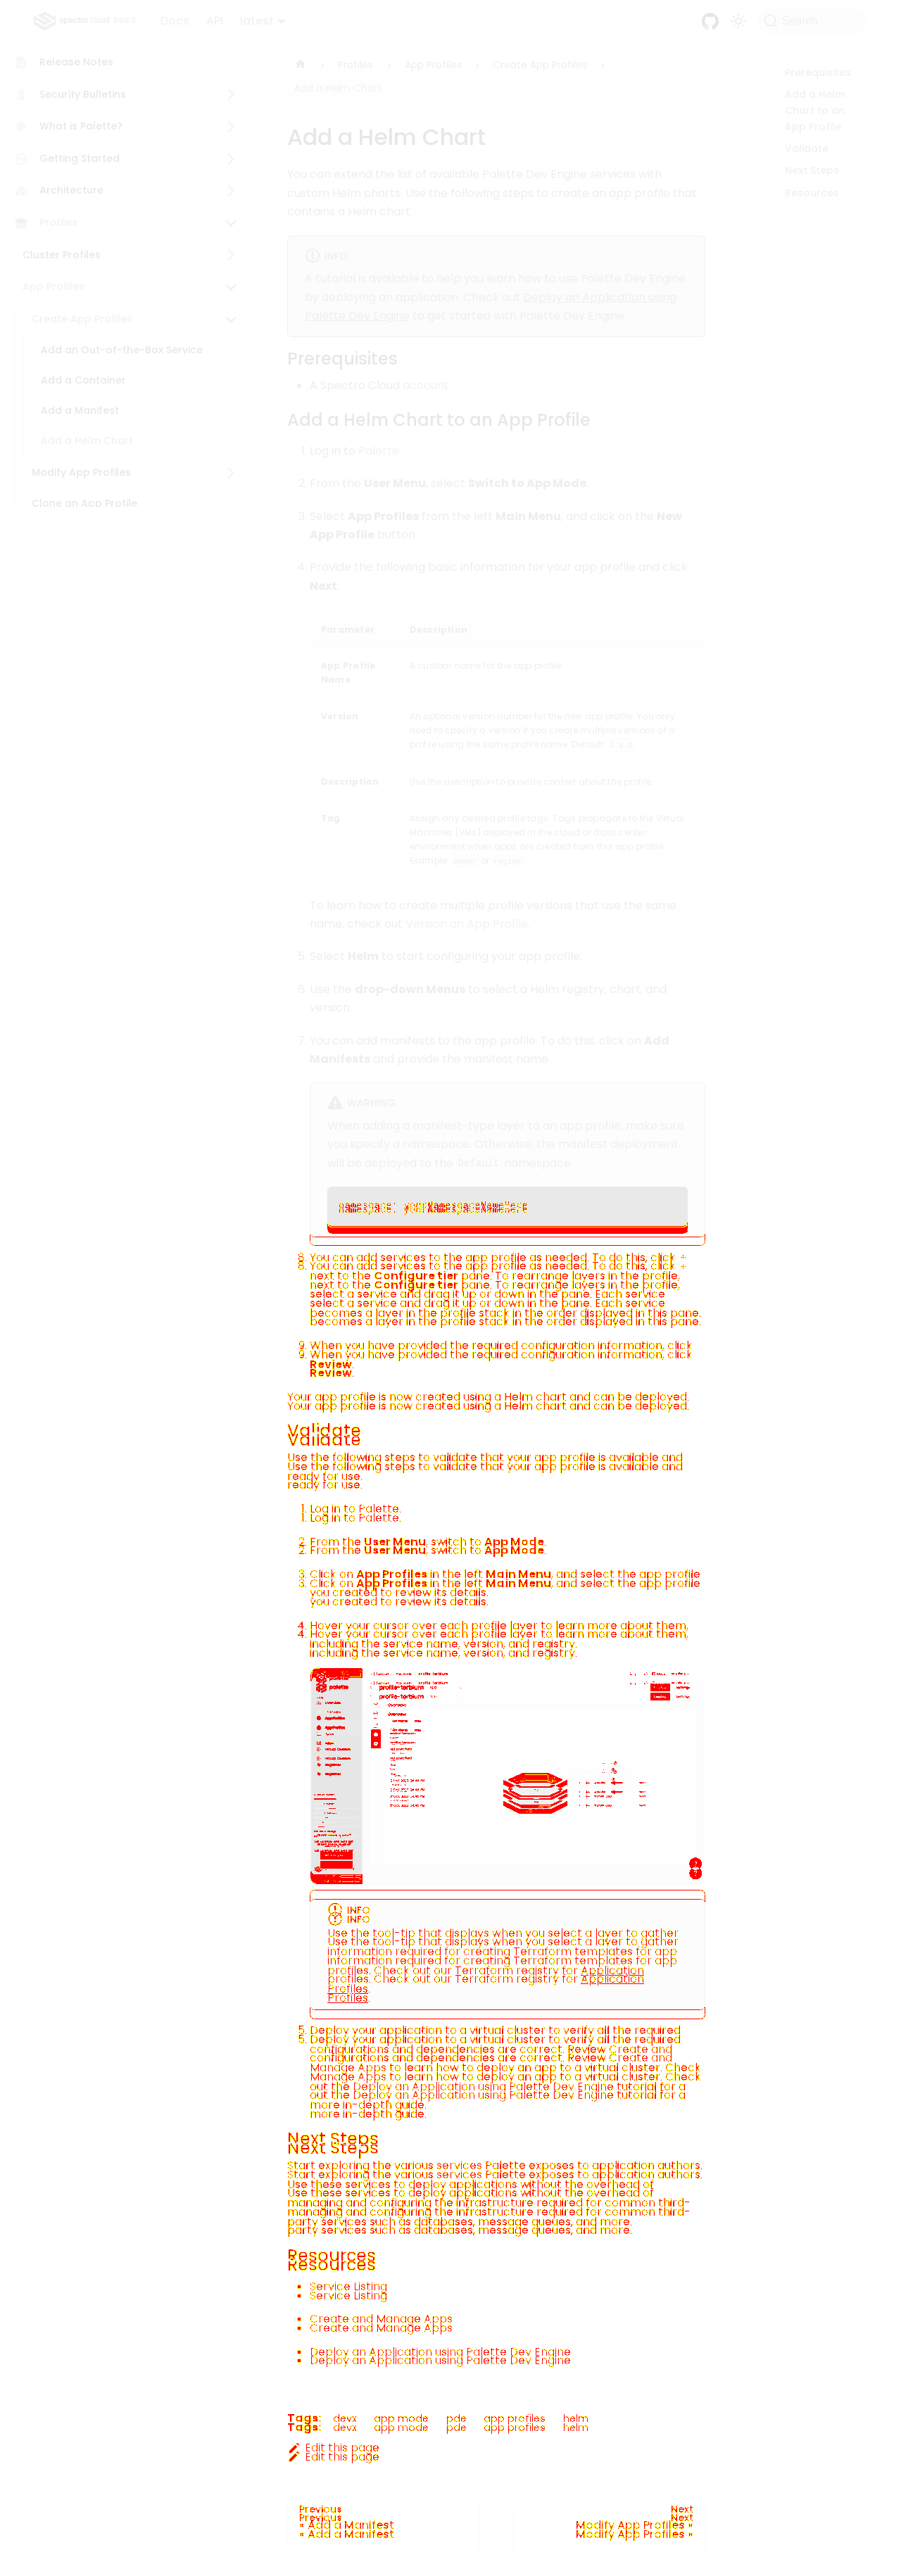 spectrocloud DOCS Docs API latest Search
Release Notes
Security Bulletins
What is Palette?
Getting Started
Architecture
Profiles
Cluster Profiles
App Profiles
Create App Profiles
Add an Out-of-the-Box Service
Add a Container
Add a Manifest
Add a Helm Chart
Modify App Profiles
Clone an App Profile
Profiles
App Profiles
Create App Profiles
Add a Helm Chart
Add a Helm Chart
You can extend the list of available Palette Dev Engine services with
custom Helm charts. Use the following steps to create an app profile that
contains a Helm chart.
INFO
A tutorial is available to help you learn how to use Palette Dev Engine
by deploying an application. Check out Deploy an Application using
Palette Dev Engine to get started with Palette Dev Engine.
Prerequisites
A Spectro Cloud account.
Add a Helm Chart to an App Profile
1. Log in to Palette.
2. From the User Menu, select Switch to App Mode.
3. Select App Profiles from the left Main Menu, and click on the New
App Profile button.
4. Provide the following basic information for your app profile and click
Next.
Parameter Description
App Profile Name A custom name for the app profile.
Version An optional version number for the new app profile. You only
need to specify a version if you create multiple versions of a
profile using the same profile name. Default: 1.0.0.
Description Use the description to provide context about the profile.
Tag Assign any desired profile tags. Tags propagate to the Virtual
Machines (VMs) deployed in the cloud or data center
environment when apps are created from this app profile.
Example: owner or region.
To learn how to create multiple profile versions that use the same
name, check out Version an App Profile.
5. Select Helm to start configuring your app profile.
6. Use the drop-down Menus to select a Helm registry, chart, and
version.
7. You can add manifests to the app profile. To do this, click on Add
Manifests and provide the manifest name.
WARNING
When adding a manifest-type layer to an app profile, make sure
you specify a namespace. Otherwise, the manifest deployment
will be deployed to the Default namespace.
namespace: yourNamespaceNameHere
8. You can add services to the app profile as needed. To do this, click +
next to the Configure tier pane. To rearrange layers in the profile,
select a service and drag it up or down in the pane. Each service
becomes a layer in the profile stack in the order displayed in this pane.
9. When you have provided the required configuration information, click
Review.
Your app profile is now created using a Helm chart and can be deployed.
Validate
Use the following steps to validate that your app profile is available and
ready for use.
1. Log in to Palette.
2. From the User Menu, switch to App Mode.
3. Click on App Profiles in the left Main Menu, and select the app profile
you created to review its details.
4. Hover your cursor over each profile layer to learn more about them,
including the service name, version, and registry.
palette
profile-terbium
INFO
Use the tool-tip that displays when you select a layer to gather
information required for creating Terraform templates for app
profiles. Check out our Terraform registry for Application
Profiles.
5. Deploy your application to a virtual cluster to verify all the required
configurations and dependencies are correct. Review Create and
Manage Apps to learn how to deploy an app to a virtual cluster. Check
out the Deploy an Application using Palette Dev Engine tutorial for a
more in-depth guide.
Next Steps
Start exploring the various services Palette exposes to application authors.
Use these services to deploy applications without the overhead of
managing and configuring the infrastructure required for common third-
party services such as databases, message queues, and more.
Resources
Service Listing
Create and Manage Apps
Deploy an Application using Palette Dev Engine
Tags: devx app mode pde app profiles helm
Edit this page
Previous
« Add a Manifest
Next
Modify App Profiles »
Prerequisites
Add a Helm
Chart to an
App Profile
Validate
Next Steps
Resources